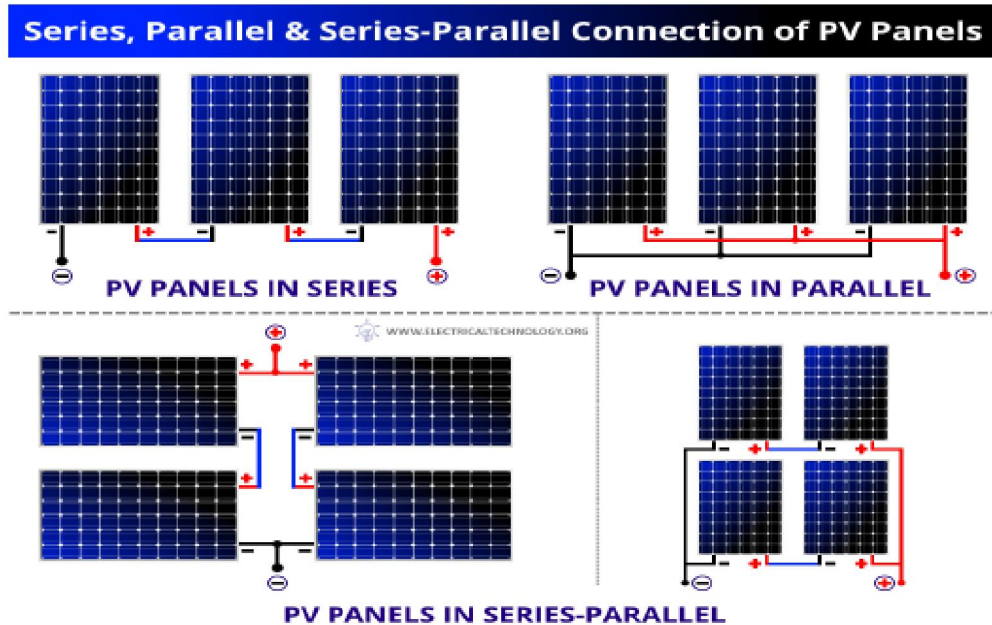 Series, Parallel & Series-Parallel Connection of PV Panels
- + - + - +
- +
PV PANELS IN SERIES
- + - + - +
- +
PV PANELS IN PARALLEL
WWW.ELECTRICALTECHNOLOGY.ORG
+
+ +
- -
+ +
- -
-
- + - +
- + - +
- +
PV PANELS IN SERIES-PARALLEL